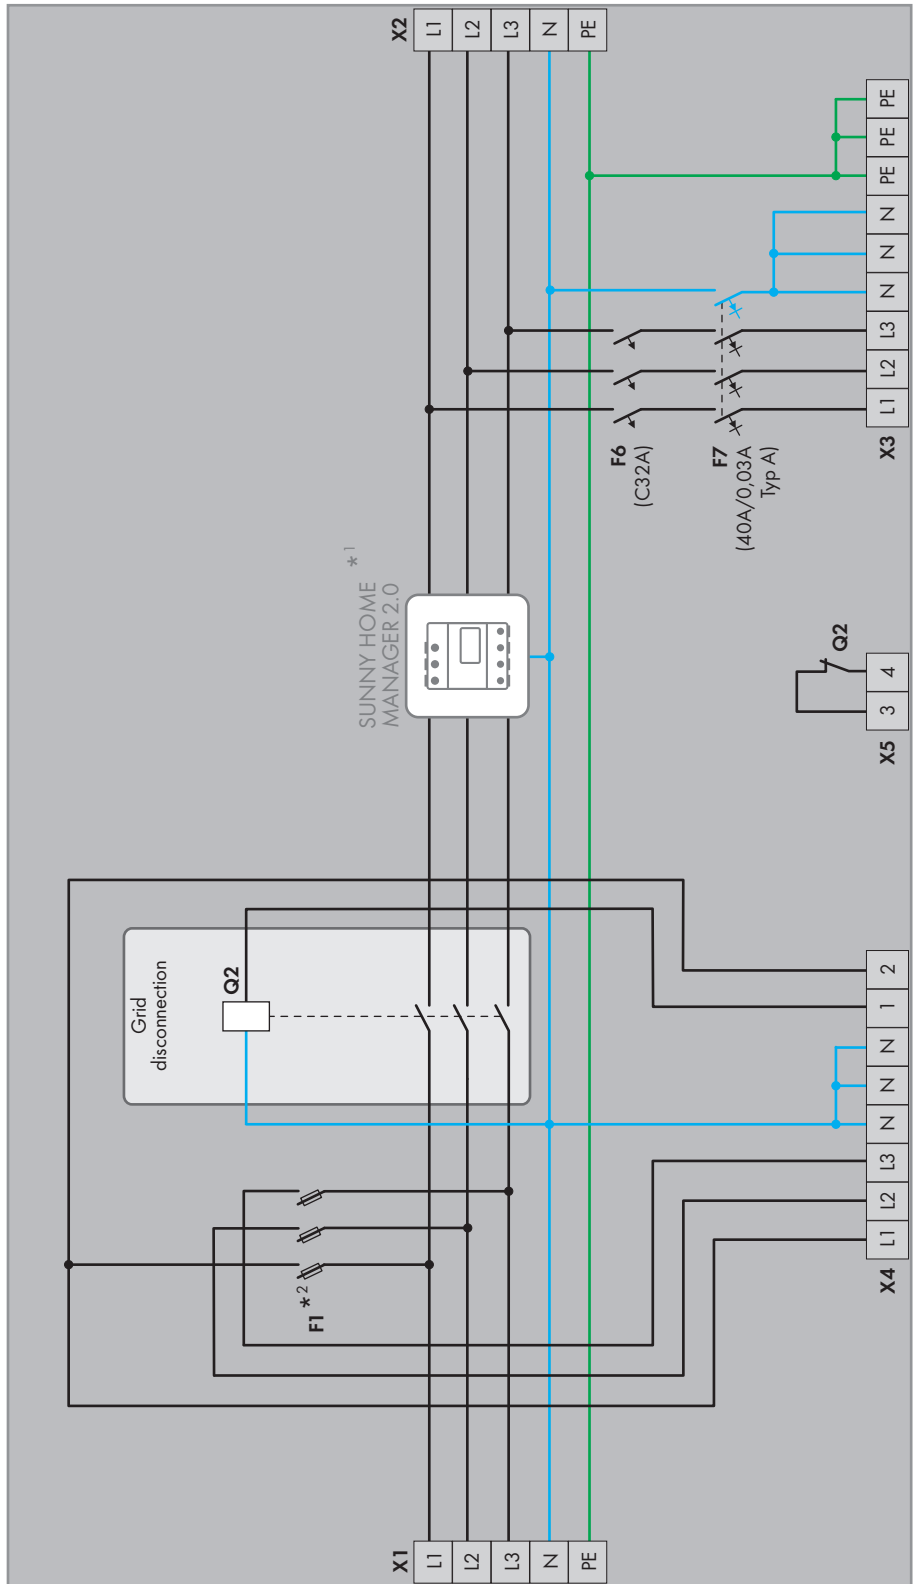 X2
L1
L2
L3
N
PE
PE
PE
PE
N
N
N
L3
L2
L1
X3
F6
(C32A)
F7
(40A/0,03A
Typ A)
SUNNY HOME
MANAGER 2.0
*1
Q2
4
3
X5
Grid
disconnection
Q2
2
1
N
N
N
L3
L2
L1
X4
F1 *2
X1
L1
L2
L3
N
PE